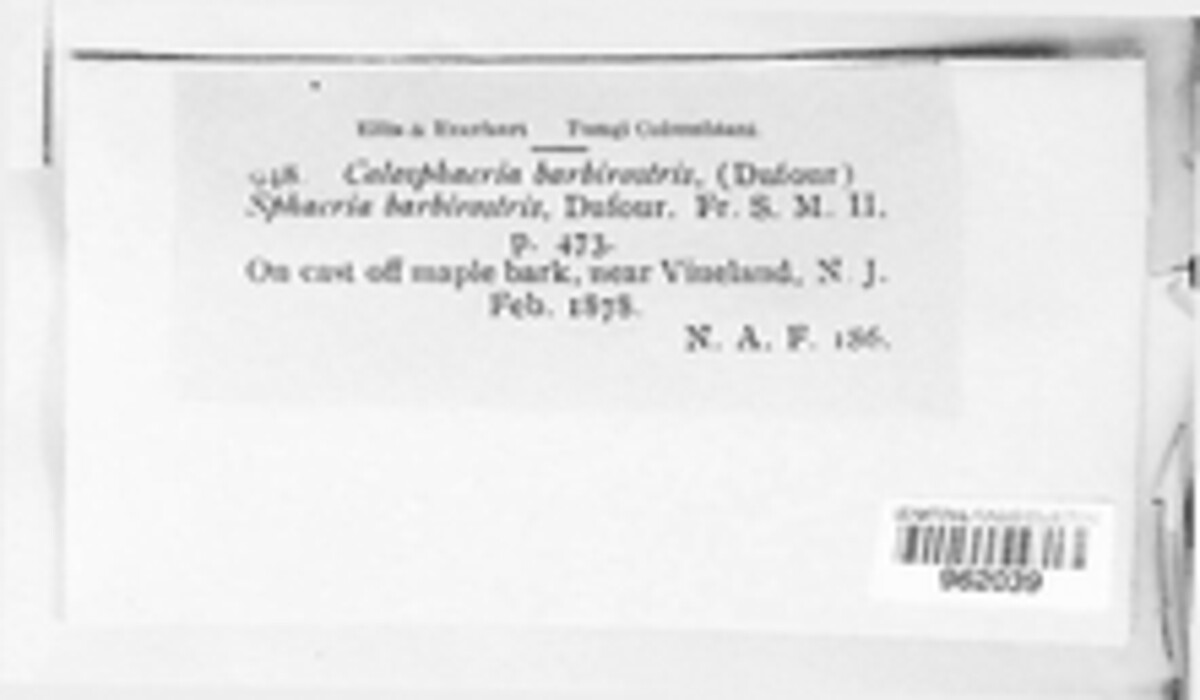 Ellis & Everhart Fungi Columbiani.
948. Calosphaeria barbirostris, (Dufour)
Sphaeria barbirostris, Dufour. Fr. S. M. II.
p. 473.
On cast off maple bark, near Vineland, N. J.
Feb. 1878.
N. A. F. 186.
962039